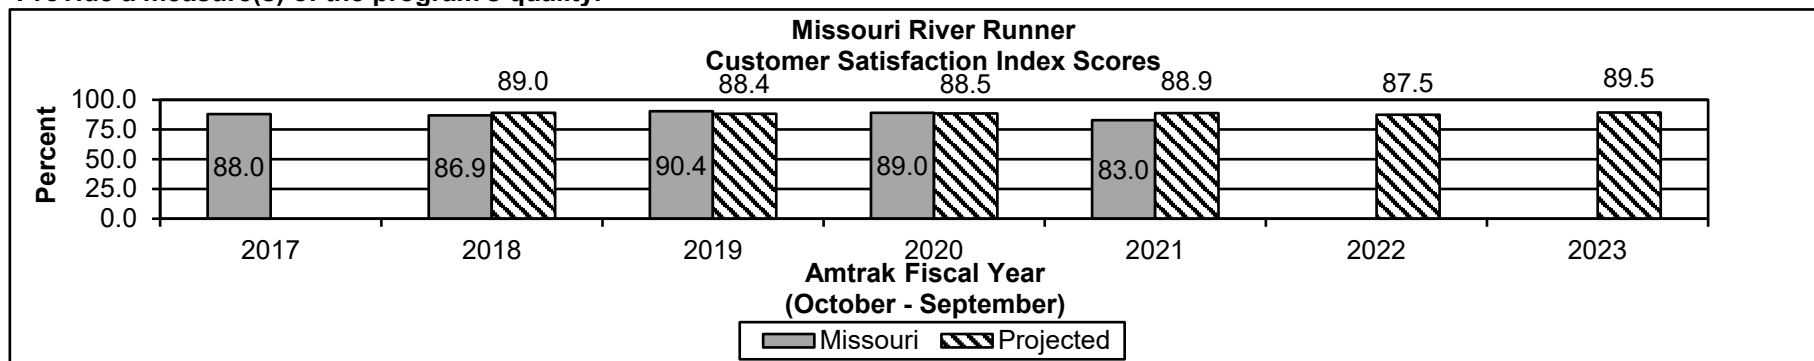 Provide a measure(s) of the program's quality.
Missouri River Runner
Customer Satisfaction Index Scores
89.0 88.4 88.5 88.9 87.5 89.5
100.0
75.0
50.0
25.0
0.0
Percent
88.0 86.9 90.4 89.0 83.0
2017 2018 2019 2020 2021 2022 2023
Amtrak Fiscal Year
(October - September)
Missouri Projected